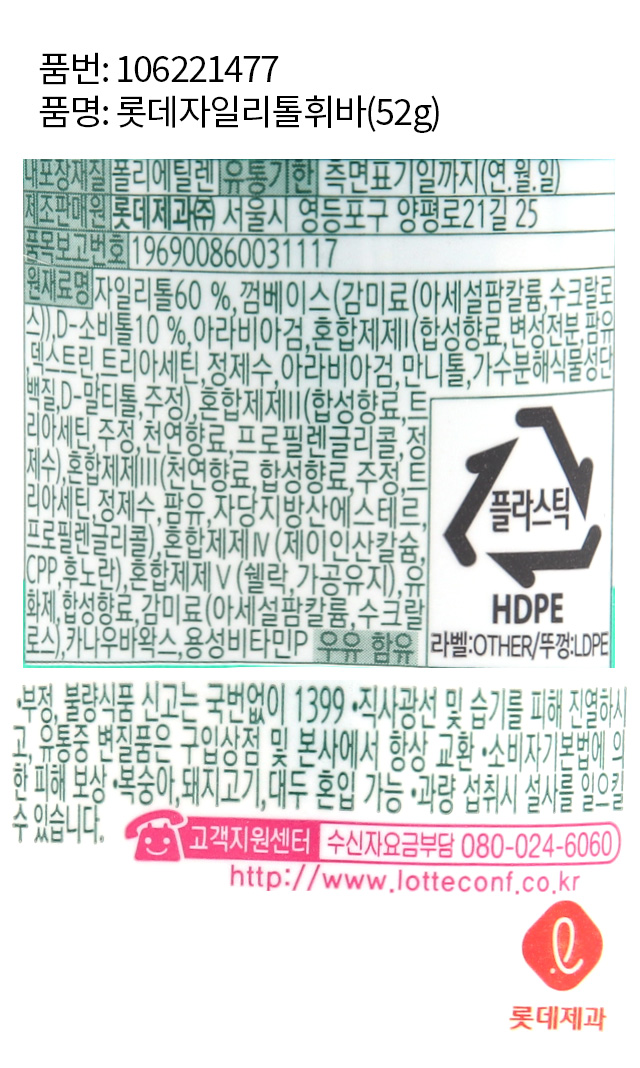 품번: 106221477
품명: 롯데자일리톨휘바(52g)
내포장재질 폴리에틸렌 유통기한 측면표기일까지(연.월.일)
제조판매원 롯데제과㈜ 서울시 영등포구 양평로21길 25
품목보고번호 196900860031117
원재료명 자일리톨60 %,껌베이스(감미료(아세설팜칼륨,수크랄로
스)),D-소비톨10 %,아라비아검,혼합제제I(합성향료,변성전분,팜유
,덱스트린,트리아세틴,정제수,아라비아검,만니톨,가수분해식물성단
백질,D-말티톨,주정),혼합제제II(합성향료,트
리아세틴,주정,천연향료,프로필렌글리콜,정
제수),혼합제제III(천연향료,합성향료,주정,트
리아세틴,정제수,팜유,자당지방산에스테르,
프로필렌글리콜),혼합제제Ⅳ(제이인산칼슘,
CPP,후노란),혼합제제Ⅴ(쉘락,가공유지),유
화제,합성향료,감미료(아세설팜칼륨,수크랄
로스),카나우바왁스,용성비타민P 우유 함유
플라스틱
HDPE
라벨:OTHER/뚜껑:LDPE
•부정, 불량식품 신고는 국번없이 1399 •직사광선 및 습기를 피해 진열하시
고, 유통중 변질품은 구입상점 및 본사에서 항상 교환 •소비자기본법에 의
한 피해 보상 •복숭아,돼지고기,대두 혼입 가능 •과량 섭취시 설사를 일으킬
수 있습니다.
고객지원센터 수신자요금부담 080-024-6060
http://www.lotteconf.co.kr
롯데제과